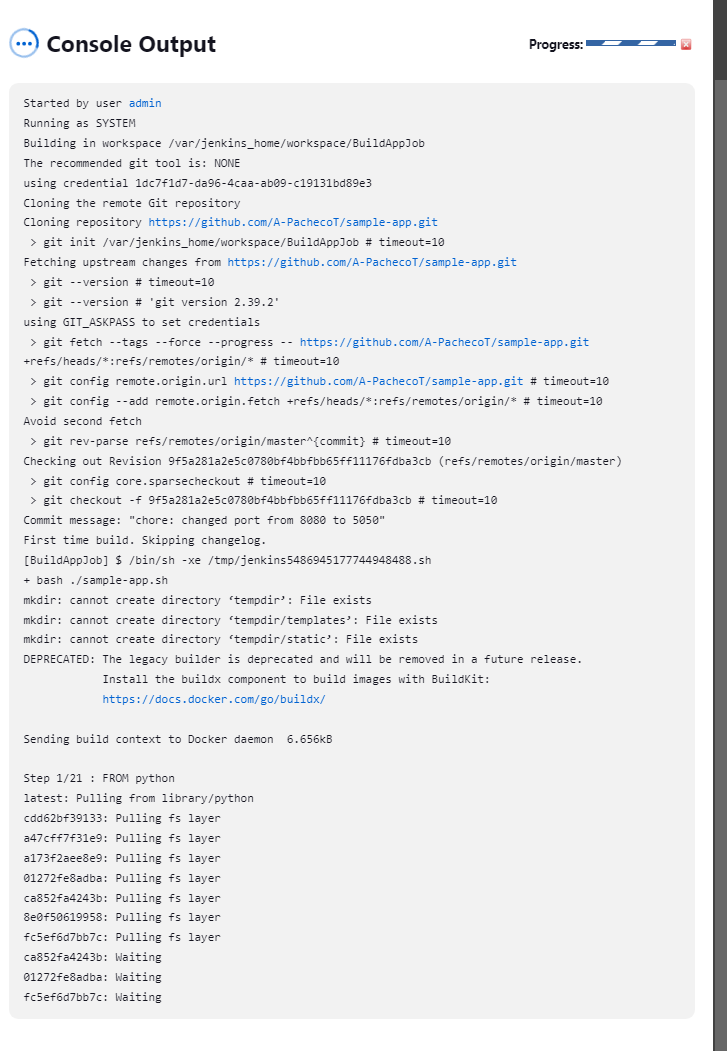 Console Output
Progress:
Started by user admin
Running as SYSTEM
Building in workspace /var/jenkins_home/workspace/BuildAppJob
The recommended git tool is: NONE
using credential 1dc7f1d7-da96-4caa-ab09-c19131bd89e3
Cloning the remote Git repository
Cloning repository https://github.com/A-PachecoT/sample-app.git
 > git init /var/jenkins_home/workspace/BuildAppJob # timeout=10
Fetching upstream changes from https://github.com/A-PachecoT/sample-app.git
 > git --version # timeout=10
 > git --version # 'git version 2.39.2'
using GIT_ASKPASS to set credentials
 > git fetch --tags --force --progress -- https://github.com/A-PachecoT/sample-app.git
+refs/heads/*:refs/remotes/origin/* # timeout=10
 > git config remote.origin.url https://github.com/A-PachecoT/sample-app.git # timeout=10
 > git config --add remote.origin.fetch +refs/heads/*:refs/remotes/origin/* # timeout=10
Avoid second fetch
 > git rev-parse refs/remotes/origin/master^{commit} # timeout=10
Checking out Revision 9f5a281a2e5c0780bf4bbfbb65ff11176fdba3cb (refs/remotes/origin/master)
 > git config core.sparsecheckout # timeout=10
 > git checkout -f 9f5a281a2e5c0780bf4bbfbb65ff11176fdba3cb # timeout=10
Commit message: "chore: changed port from 8080 to 5050"
First time build. Skipping changelog.
[BuildAppJob] $ /bin/sh -xe /tmp/jenkins5486945177744948488.sh
+ bash ./sample-app.sh
mkdir: cannot create directory ‘tempdir’: File exists
mkdir: cannot create directory ‘tempdir/templates’: File exists
mkdir: cannot create directory ‘tempdir/static’: File exists
DEPRECATED: The legacy builder is deprecated and will be removed in a future release.
            Install the buildx component to build images with BuildKit:
            https://docs.docker.com/go/buildx/
Sending build context to Docker daemon  6.656kB
Step 1/21 : FROM python
latest: Pulling from library/python
cdd62bf39133: Pulling fs layer
a47cff7f31e9: Pulling fs layer
a173f2aee8e9: Pulling fs layer
01272fe8adba: Pulling fs layer
ca852fa4243b: Pulling fs layer
8e0f50619958: Pulling fs layer
fc5ef6d7bb7c: Pulling fs layer
ca852fa4243b: Waiting
01272fe8adba: Waiting
fc5ef6d7bb7c: Waiting